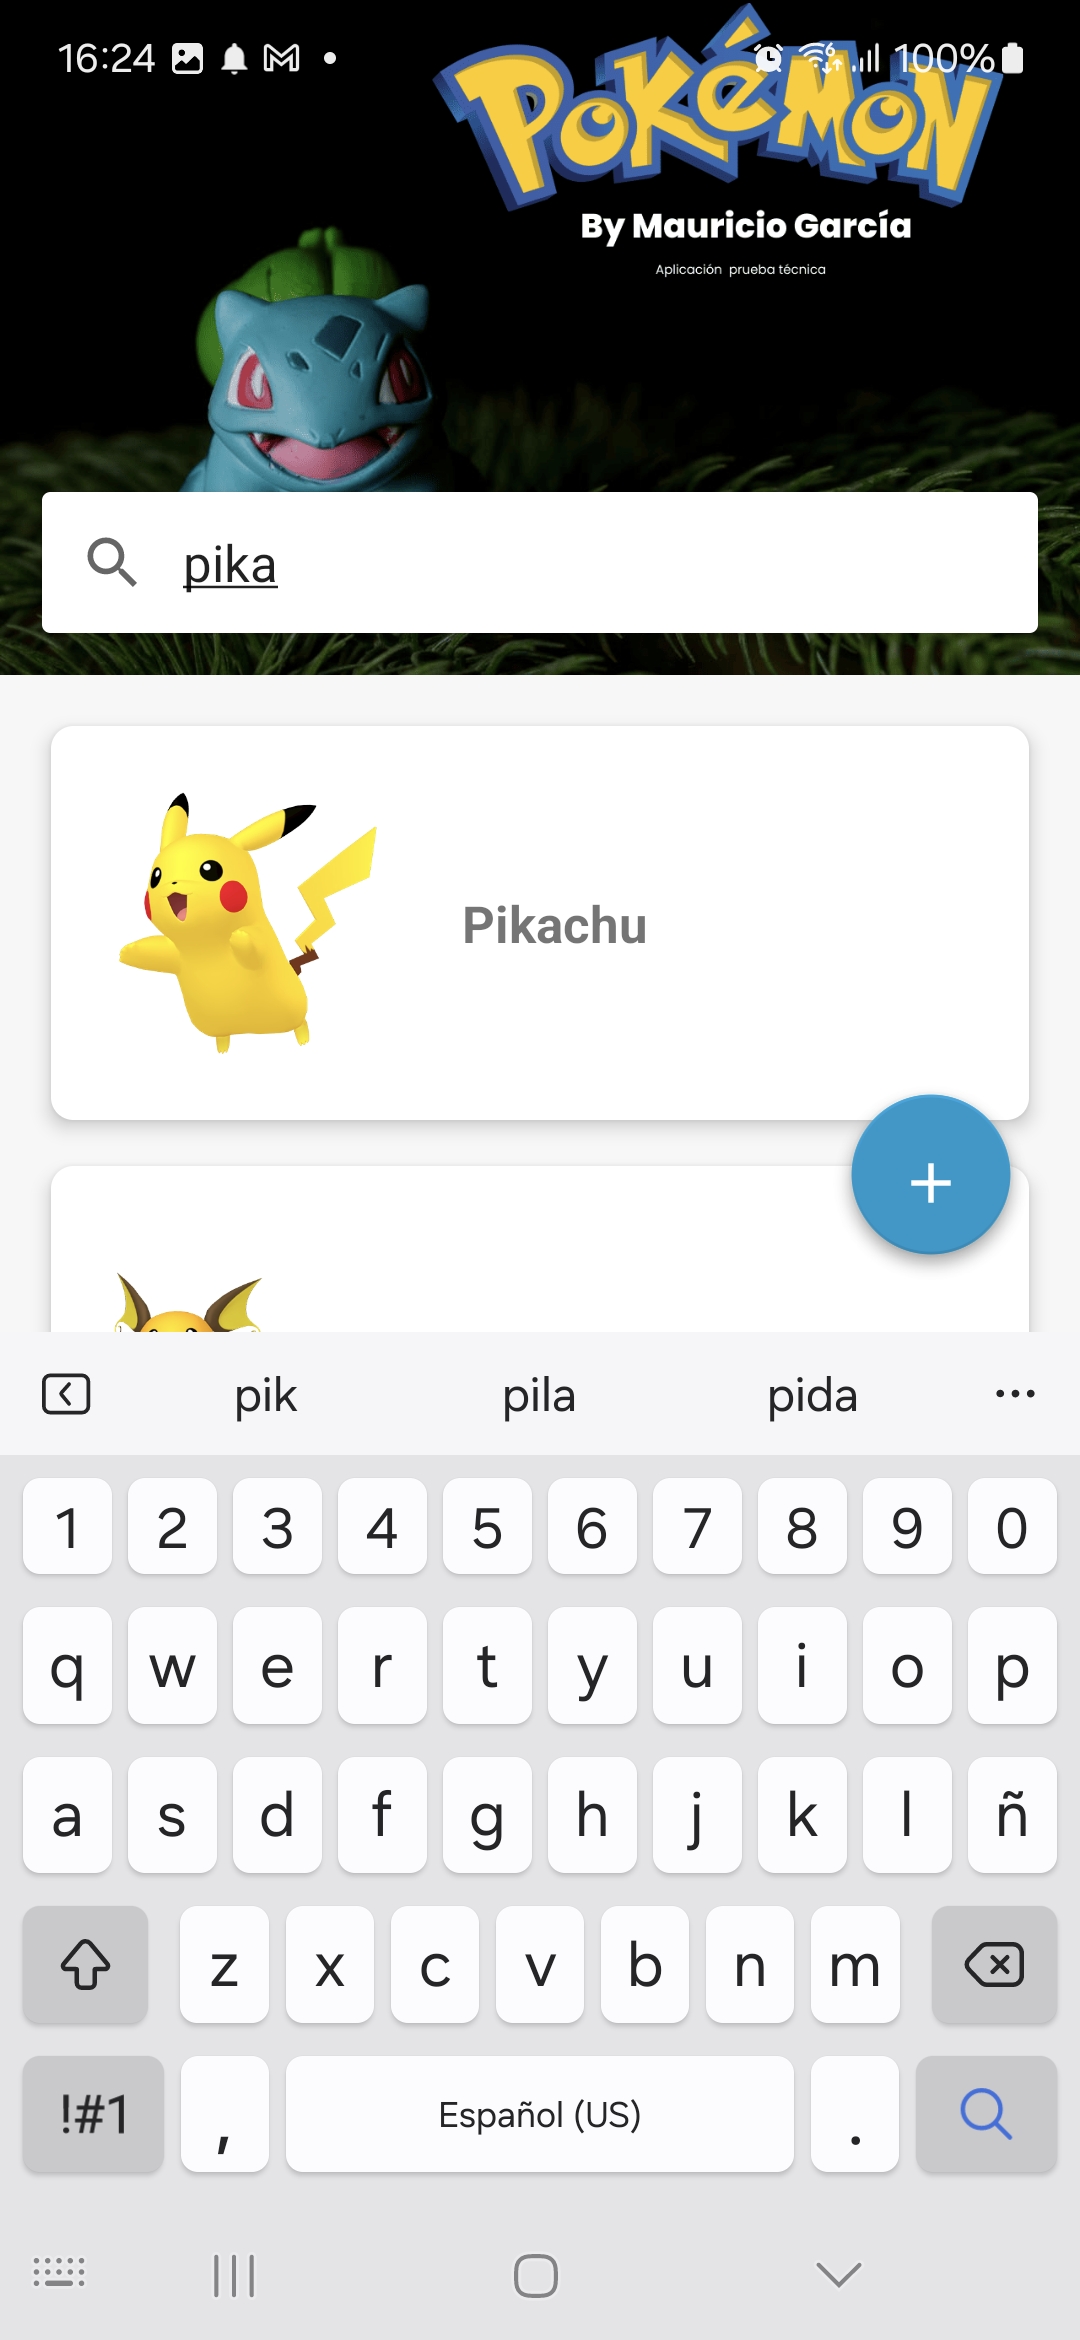 16:24 100%
POKÉMON
By Mauricio García
Aplicación prueba técnica
pika
Pikachu
+
pik pila pida ...
1 2 3 4 5 6 7 8 9 0
q w e r t y u i o p
a s d f g h j k l ñ
z x c v b n m
!#1 , Español (US) .